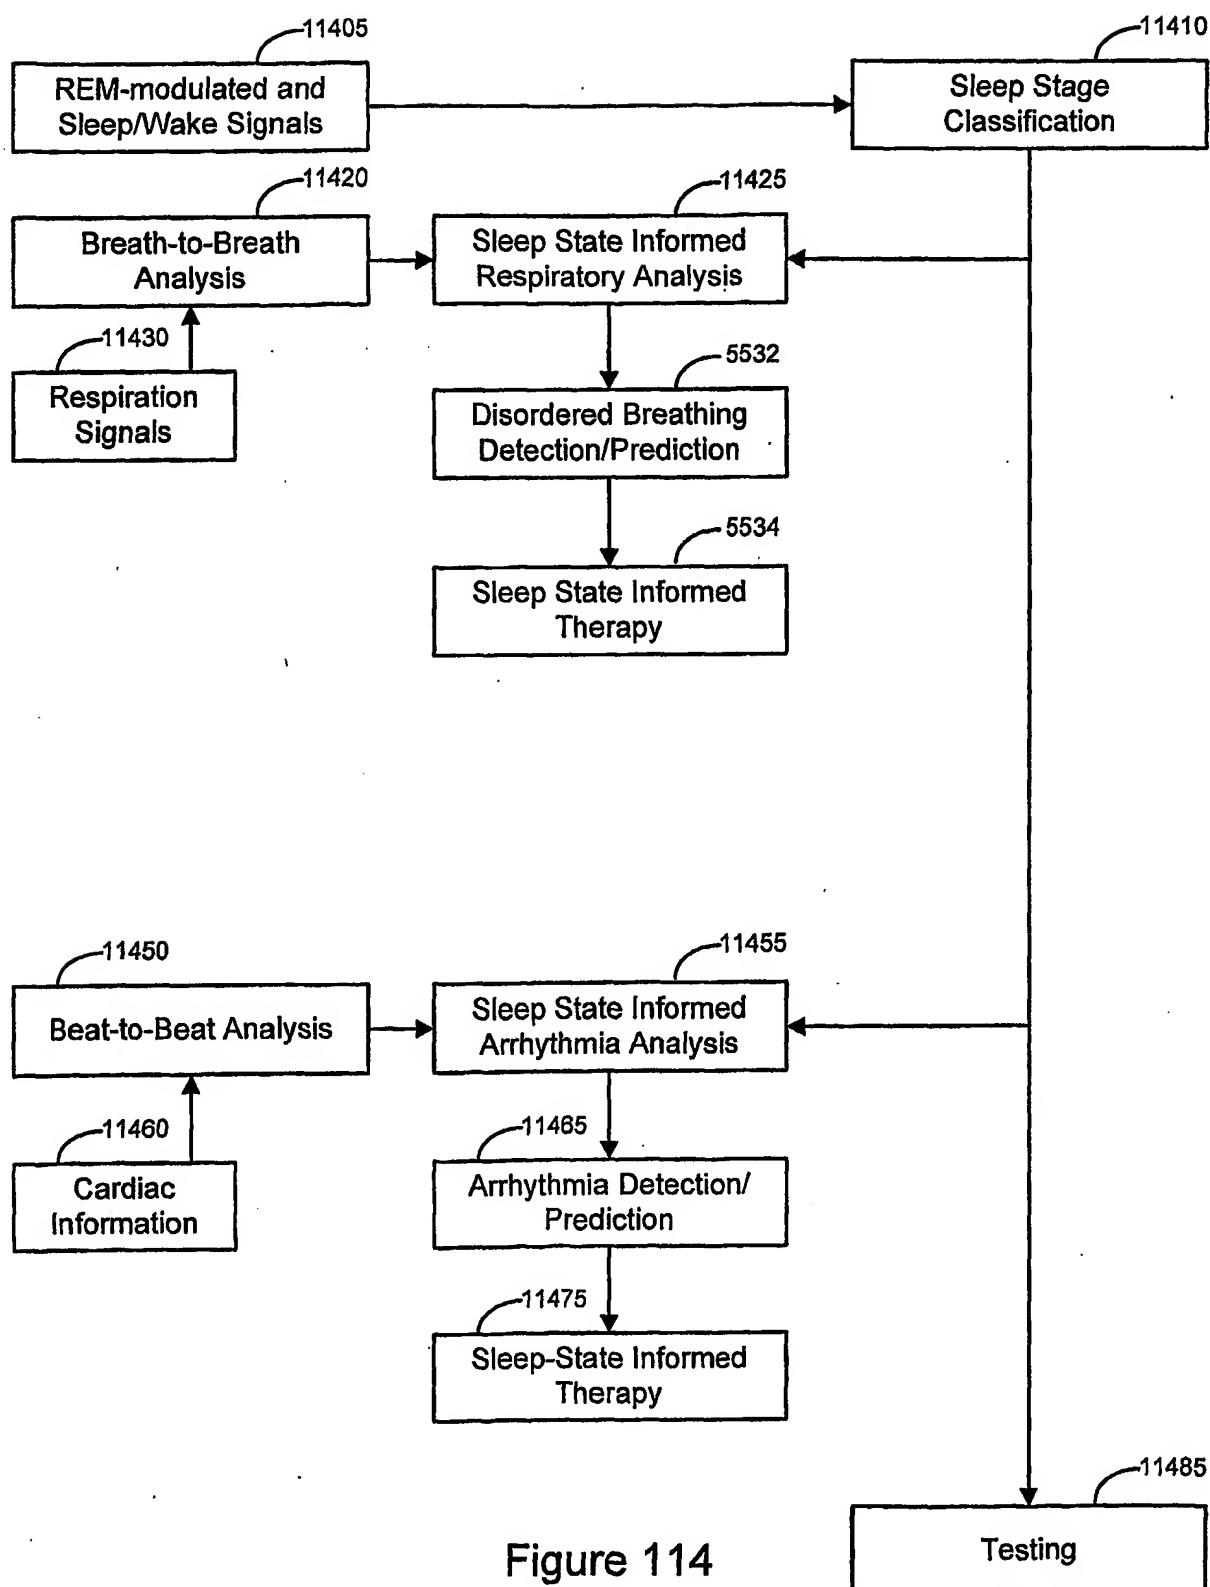 11405
REM-modulated and
Sleep/Wake Signals
11410
Sleep Stage
Classification
11420
Breath-to-Breath
Analysis
11425
Sleep State Informed
Respiratory Analysis
11430
Respiration
Signals
5532
Disordered Breathing
Detection/Prediction
5534
Sleep State Informed
Therapy
11450
Beat-to-Beat Analysis
11455
Sleep State Informed
Arrhythmia Analysis
11460
Cardiac
Information
11465
Arrhythmia Detection/
Prediction
11475
Sleep-State Informed
Therapy
11485
Testing
Figure 114